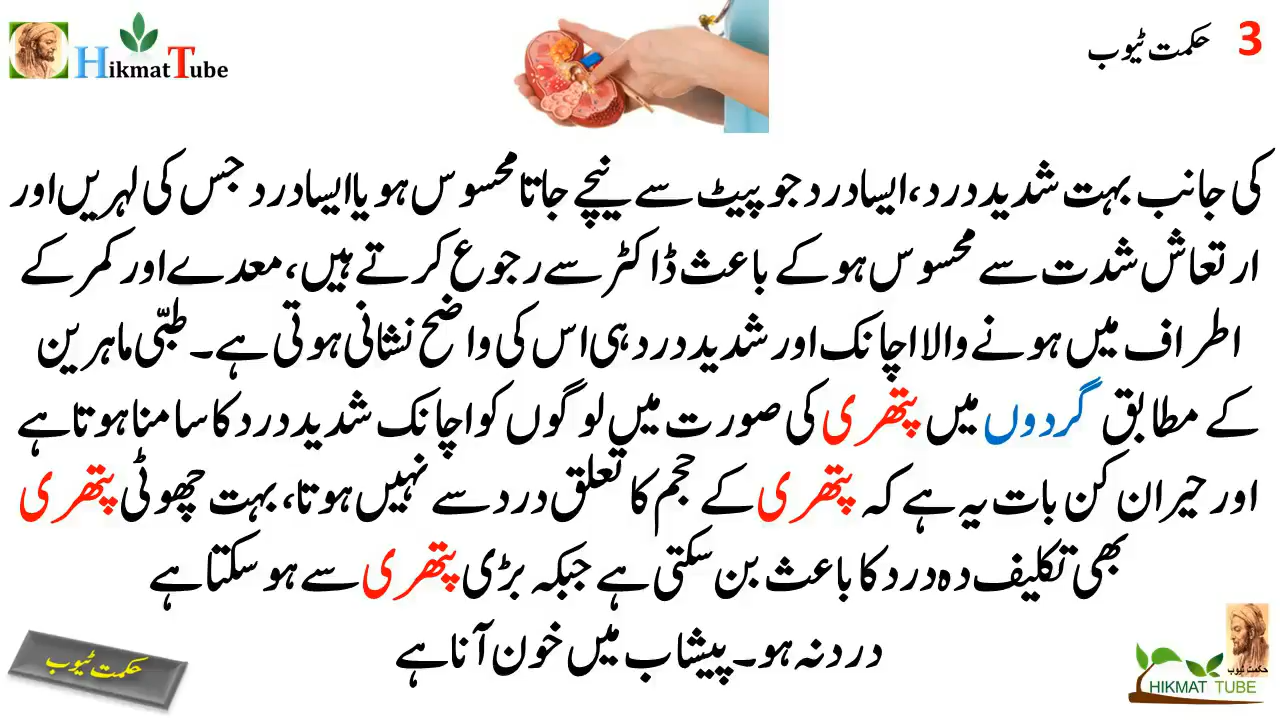 3
حکمت ٹیوب
HikmatTube
کی جانب بہت شدید درد، ایسا درد جو پیٹ سے نیچے جاتا محسوس ہو یا ایسا درد جس کی لہریں اور
ارتعاش شدت سے محسوس ہو کے باعث ڈاکٹر سے رجوع کرتے ہیں، معدے اور کمر کے
اطراف میں ہونے والا اچانک اور شدید درد ہی اس کی واضح نشانی ہوتی ہے۔ طبّی ماہرین
کے مطابق گردوں میں پتھری کی صورت میں لوگوں کو اچانک شدید درد کا سامنا ہوتا ہے
اور حیران کن بات یہ ہے کہ پتھری کے حجم کا تعلق درد سے نہیں ہوتا، بہت چھوٹی پتھری
بھی تکلیف دہ درد کا باعث بن سکتی ہے جبکہ بڑی پتھری سے ہو سکتا ہے
درد نہ ہو۔ پیشاب میں خون آنا ہے
حکمت ٹیوب
حکمت ٹیوب
HIKMAT TUBE